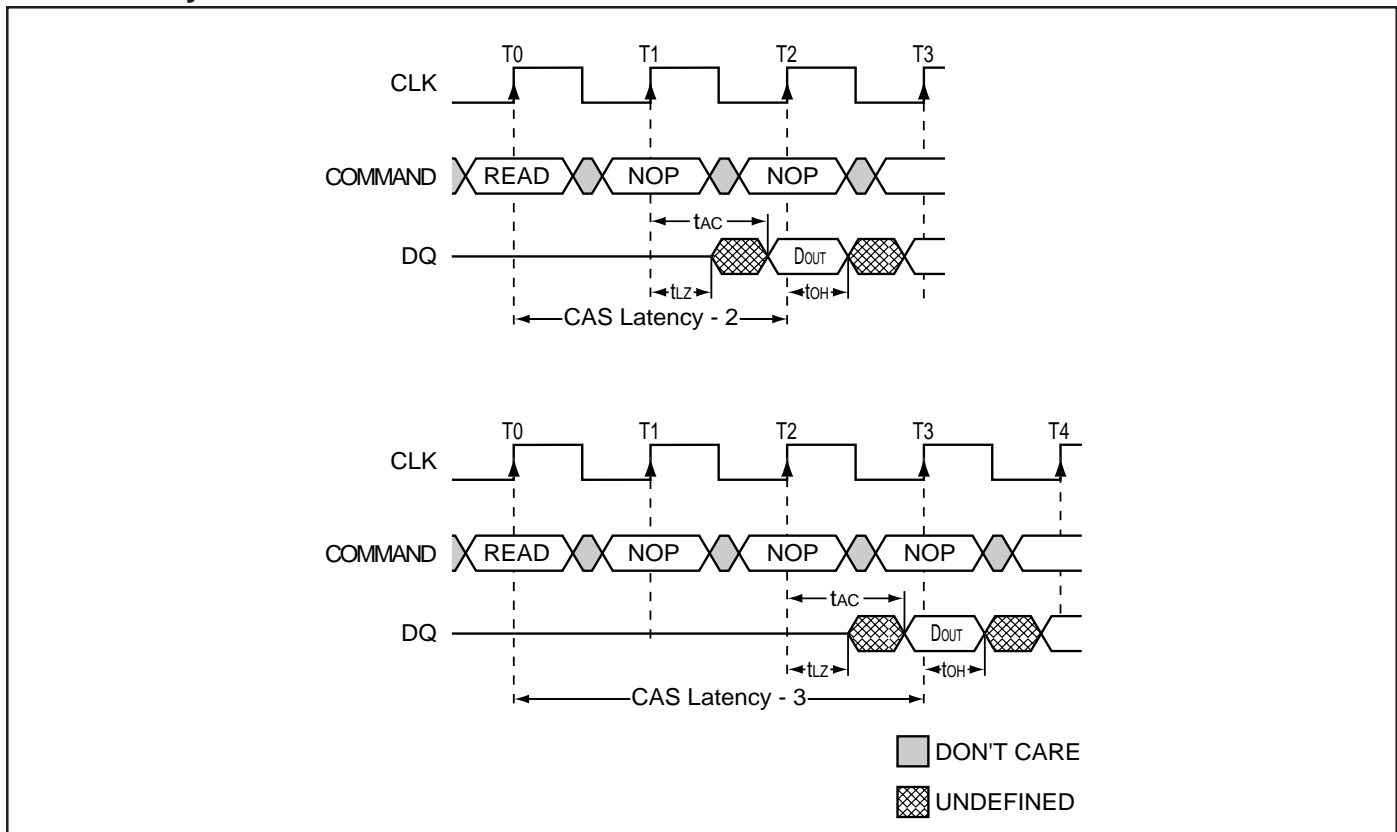 T0 T1 T2 T3
CLK
COMMAND READ NOP NOP
tAC
DQ DOUT
tLZ tOH
CAS Latency - 2
T0 T1 T2 T3 T4
CLK
COMMAND READ NOP NOP NOP
tAC
DQ DOUT
tLZ tOH
CAS Latency - 3
DON'T CARE
UNDEFINED